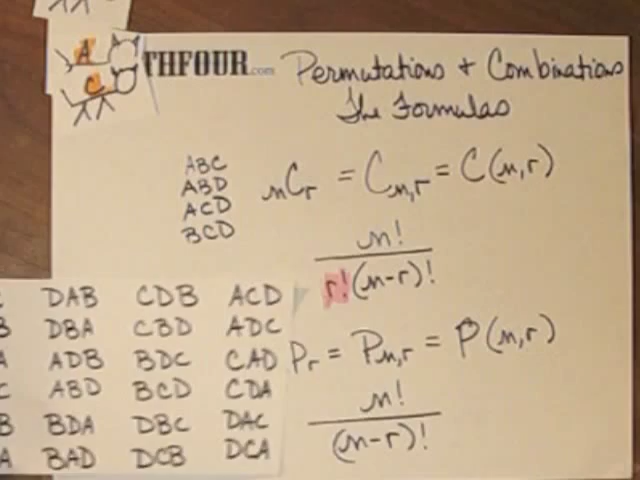 A
C
THFOUR.com Permutations + Combinations
The Formulas
ABC
ABD
ACD
BCD
nCr = Cn,r = C(n,r)
n!
r!(n-r)!
C DAB CDB ACD
B DBA CBD ADC
A ADB BDC CAD
C ABD BCD CDA
B BDA DBC DAC
A BAD DCB DCA
Pr = Pn,r = P(n,r)
n!
(n-r)!